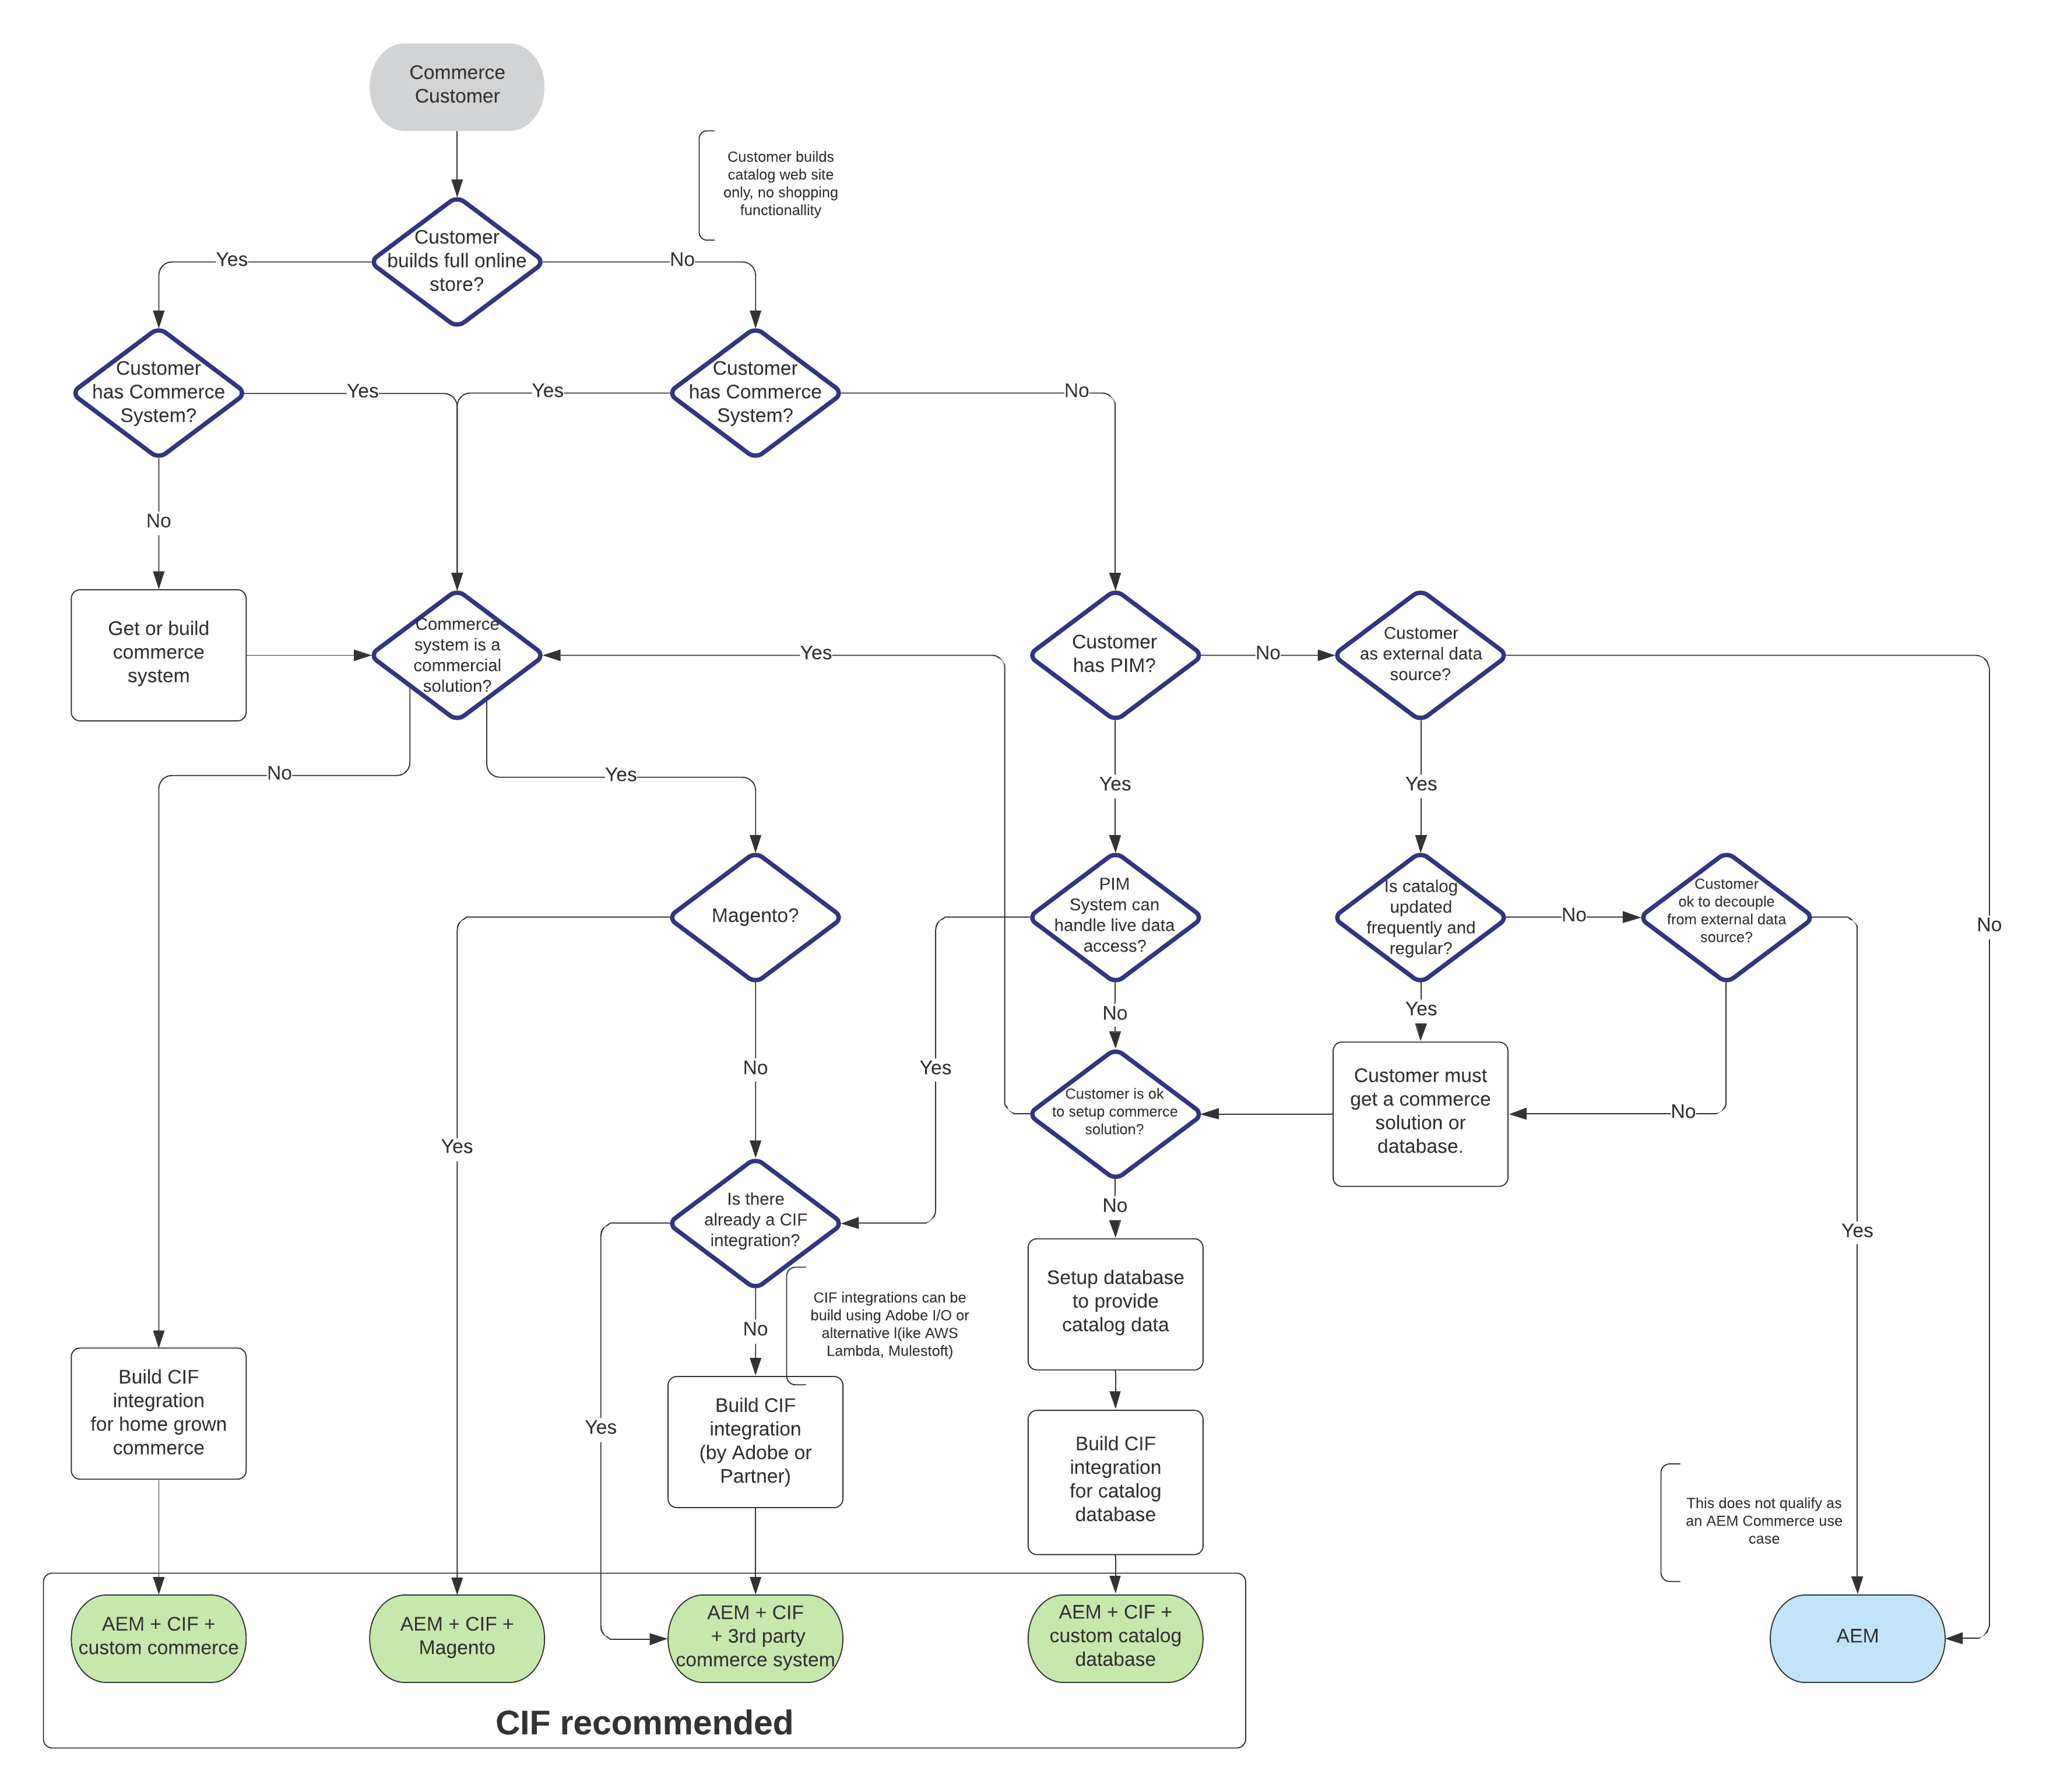 Commerce
Customer
Customer builds
catalog web site
only, no shopping
functionallity
Customer
builds full online
store?
Yes
No
Customer
has Commerce
System?
Yes
Yes
Customer
has Commerce
System?
No
No
Get or build
commerce
system
Commerce
system is a
commercial
solution?
Yes
Customer
has PIM?
No
Customer
as external data
source?
No
Yes
Yes
Yes
Magento?
PIM
System can
handle live data
access?
Is catalog
updated
frequently and
regular?
No
Customer
ok to decouple
from external data
source?
No
No
Yes
No
Yes
Customer is ok
to setup commerce
solution?
Customer must
get a commerce
solution or
database.
No
Yes
Is there
already a CIF
integration?
No
Yes
Setup database
to provide
catalog data
CIF integrations can be
build using Adobe I/O or
alternative l(ike AWS
Lambda, Mulestoft)
No
Build CIF
integration
for home grown
commerce
Yes
Build CIF
integration
(by Adobe or
Partner)
Build CIF
integration
for catalog
database
This does not qualify as
an AEM Commerce use
case
AEM + CIF +
custom commerce
AEM + CIF +
Magento
AEM + CIF
+ 3rd party
commerce system
AEM + CIF +
custom catalog
database
AEM
CIF recommended